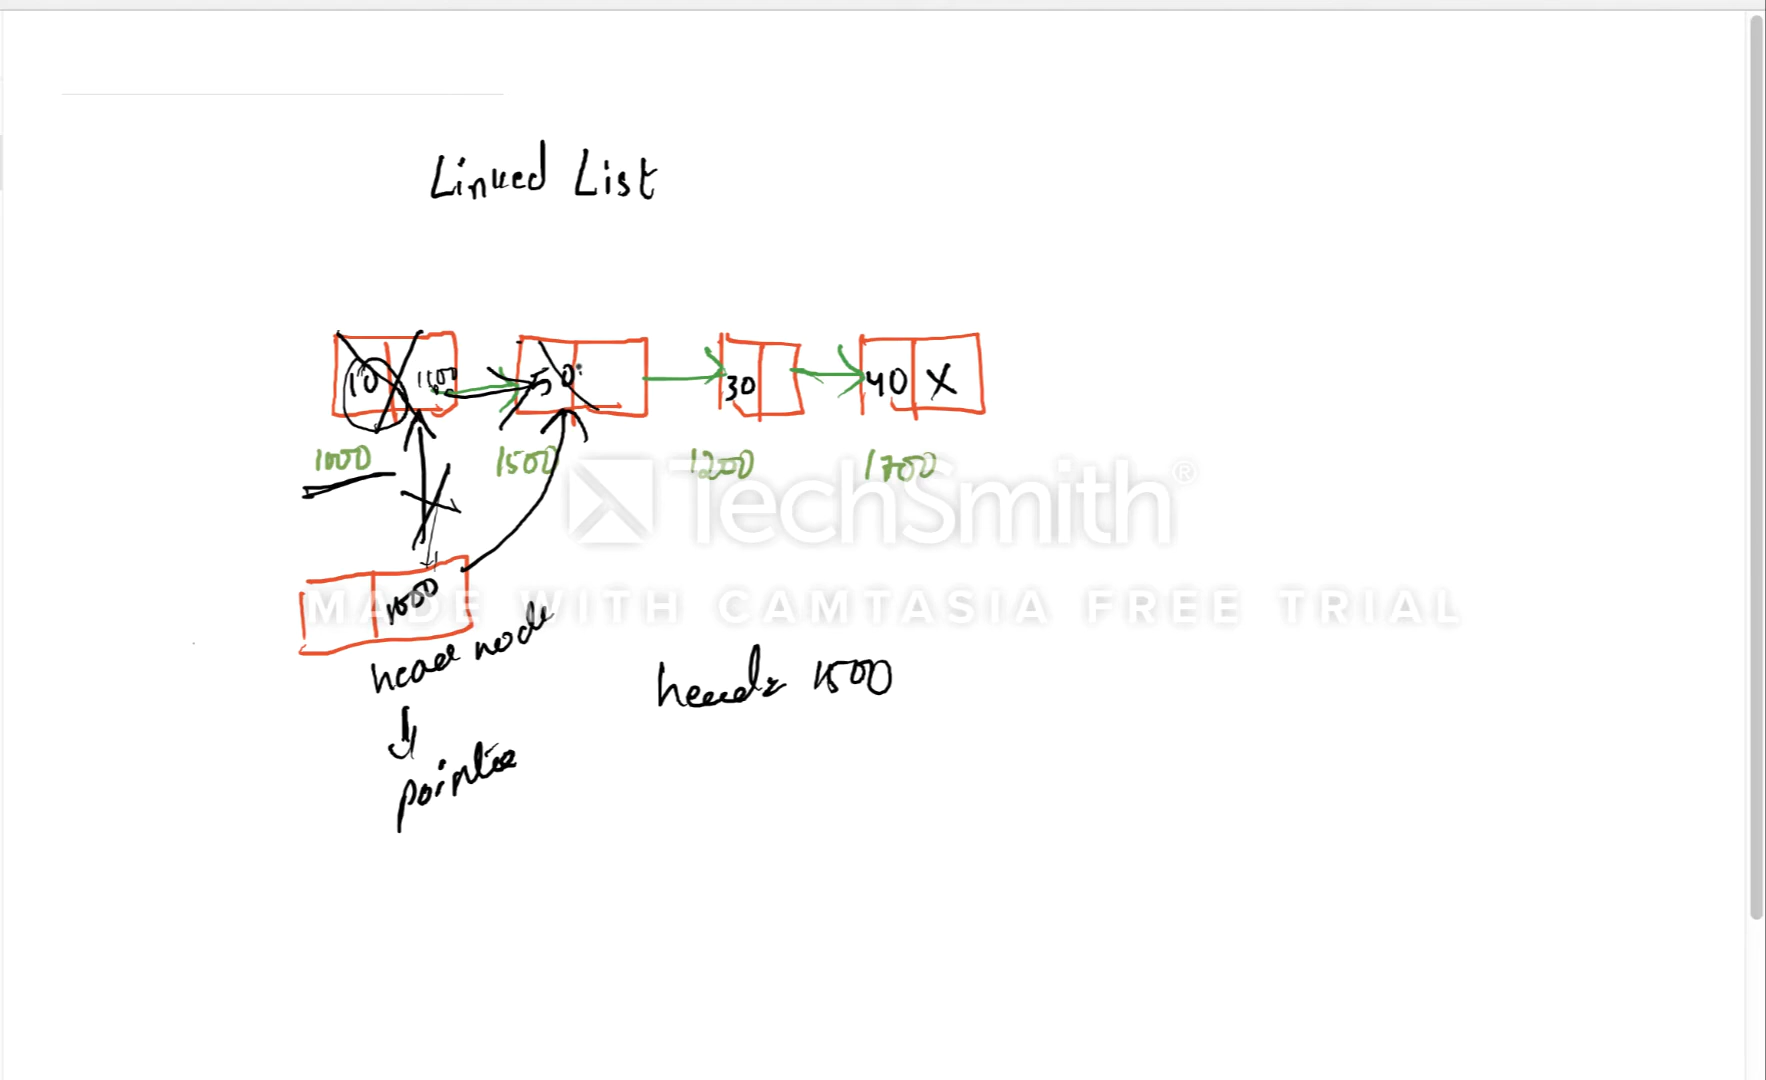 Linked List
10 1500 50 30 40 X
1000 1500 1200 1700
TechSmith®
1500
MADE WITH CAMTASIA FREE TRIAL
head node
head = 1500
pointer